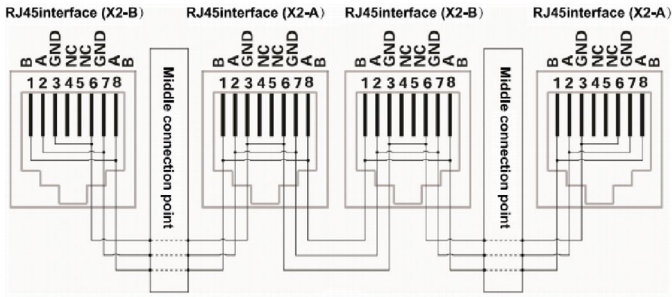 RJ45interface (X2-B) RJ45interface (X2-A) RJ45interface (X2-B) RJ45interface (X2-A)
B A GND NC NC GND A B B A GND NC NC GND A B B A GND NC NC GND A B B A GND NC NC GND A B
1 2 3 4 5 6 7 8 1 2 3 4 5 6 7 8 1 2 3 4 5 6 7 8 1 2 3 4 5 6 7 8
Middle connection point Middle connection point